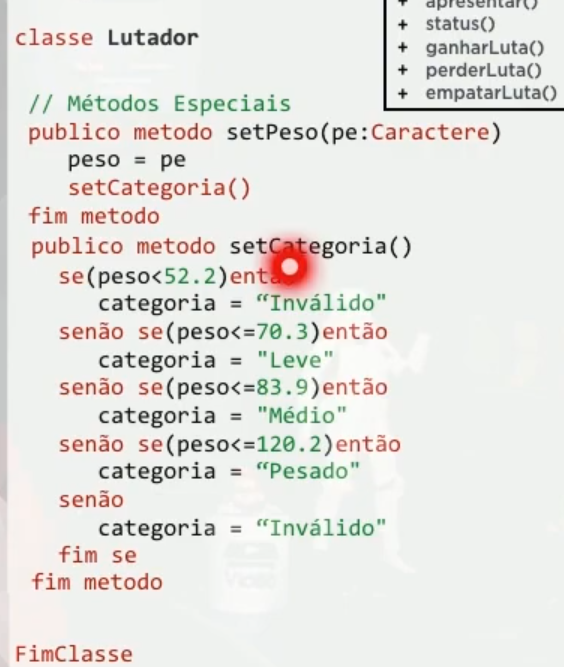 + apresentar()
+ status()
+ ganharLuta()
+ perderLuta()
+ empatarLuta()
classe Lutador
// Métodos Especiais
publico metodo setPeso(pe:Caractere)
peso = pe
setCategoria()
fim metodo
publico metodo setCategoria()
se(peso<52.2)então
categoria = “Inválido"
senão se(peso<=70.3)então
categoria = "Leve"
senão se(peso<=83.9)então
categoria = "Médio"
senão se(peso<=120.2)então
categoria = “Pesado"
senão
categoria = “Inválido"
fim se
fim metodo
FimClasse